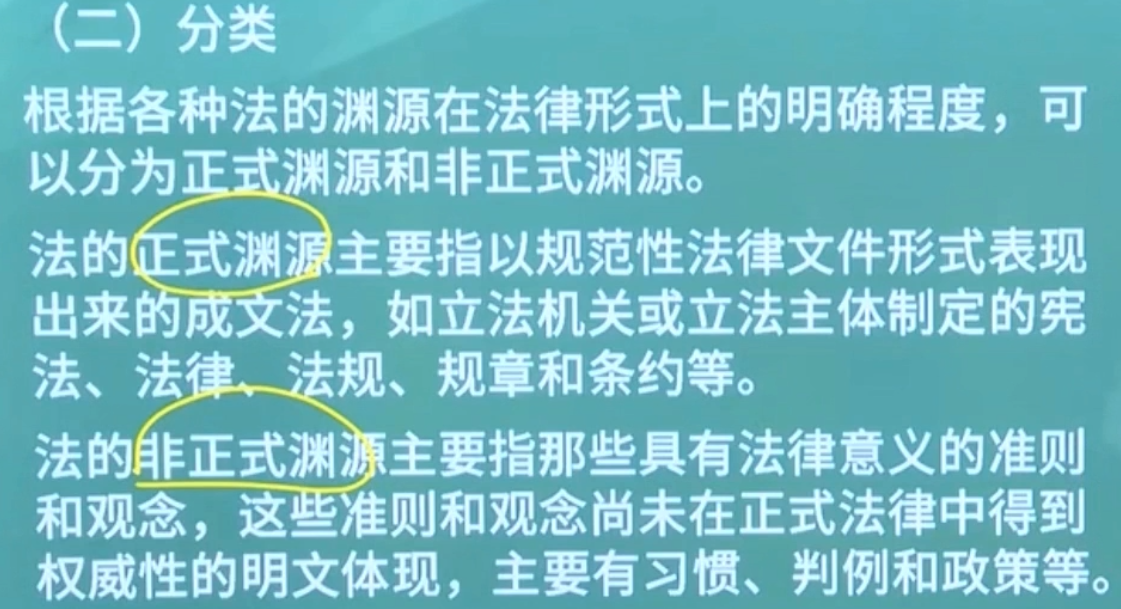 （二）分类
根据各种法的渊源在法律形式上的明确程度，可
以分为正式渊源和非正式渊源。
法的正式渊源主要指以规范性法律文件形式表现
出来的成文法，如立法机关或立法主体制定的宪
法、法律、法规、规章和条约等。
法的非正式渊源主要指那些具有法律意义的准则
和观念，这些准则和观念尚未在正式法律中得到
权威性的明文体现，主要有习惯、判例和政策等。